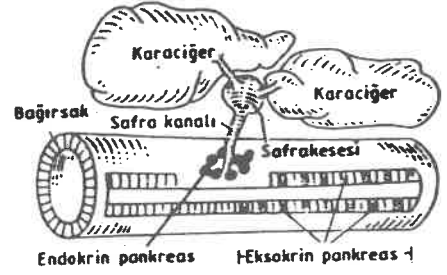 Karaciğer
Karaciğer
Bağırsak
Safra kanalı
Safrakesesi
Endokrin pankreas
Eksokrin pankreas